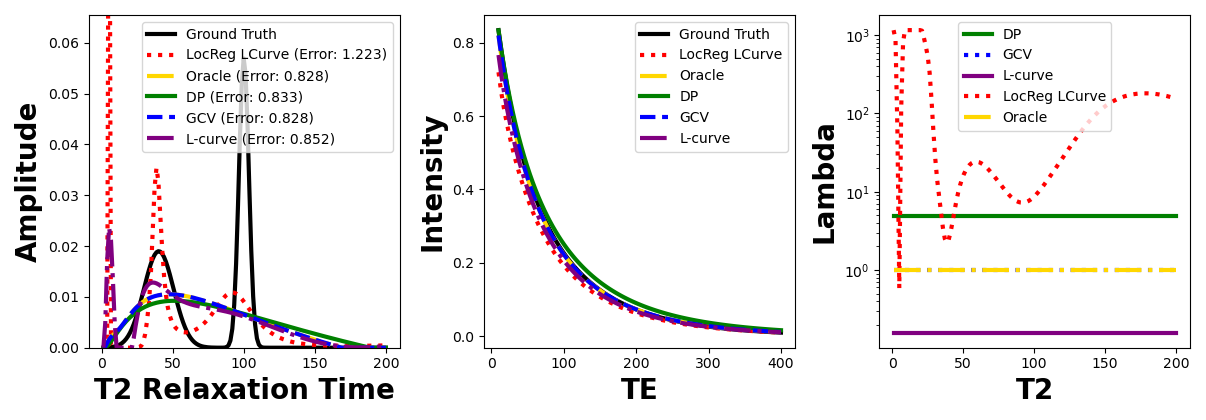 Amplitude
0.06
0.05
0.04
0.03
0.02
0.01
0.00
0
50
100
150
200
T2 Relaxation Time
Ground Truth
LocReg LCurve (Error: 1.223)
Oracle (Error: 0.828)
DP (Error: 0.833)
GCV (Error: 0.828)
L-curve (Error: 0.852)
Intensity
0.8
0.6
0.4
0.2
0.0
0
100
200
300
400
TE
Ground Truth
LocReg LCurve
Oracle
DP
GCV
L-curve
Lambda
10³
10²
10¹
10⁰
0
50
100
150
200
T2
DP
GCV
L-curve
LocReg LCurve
Oracle